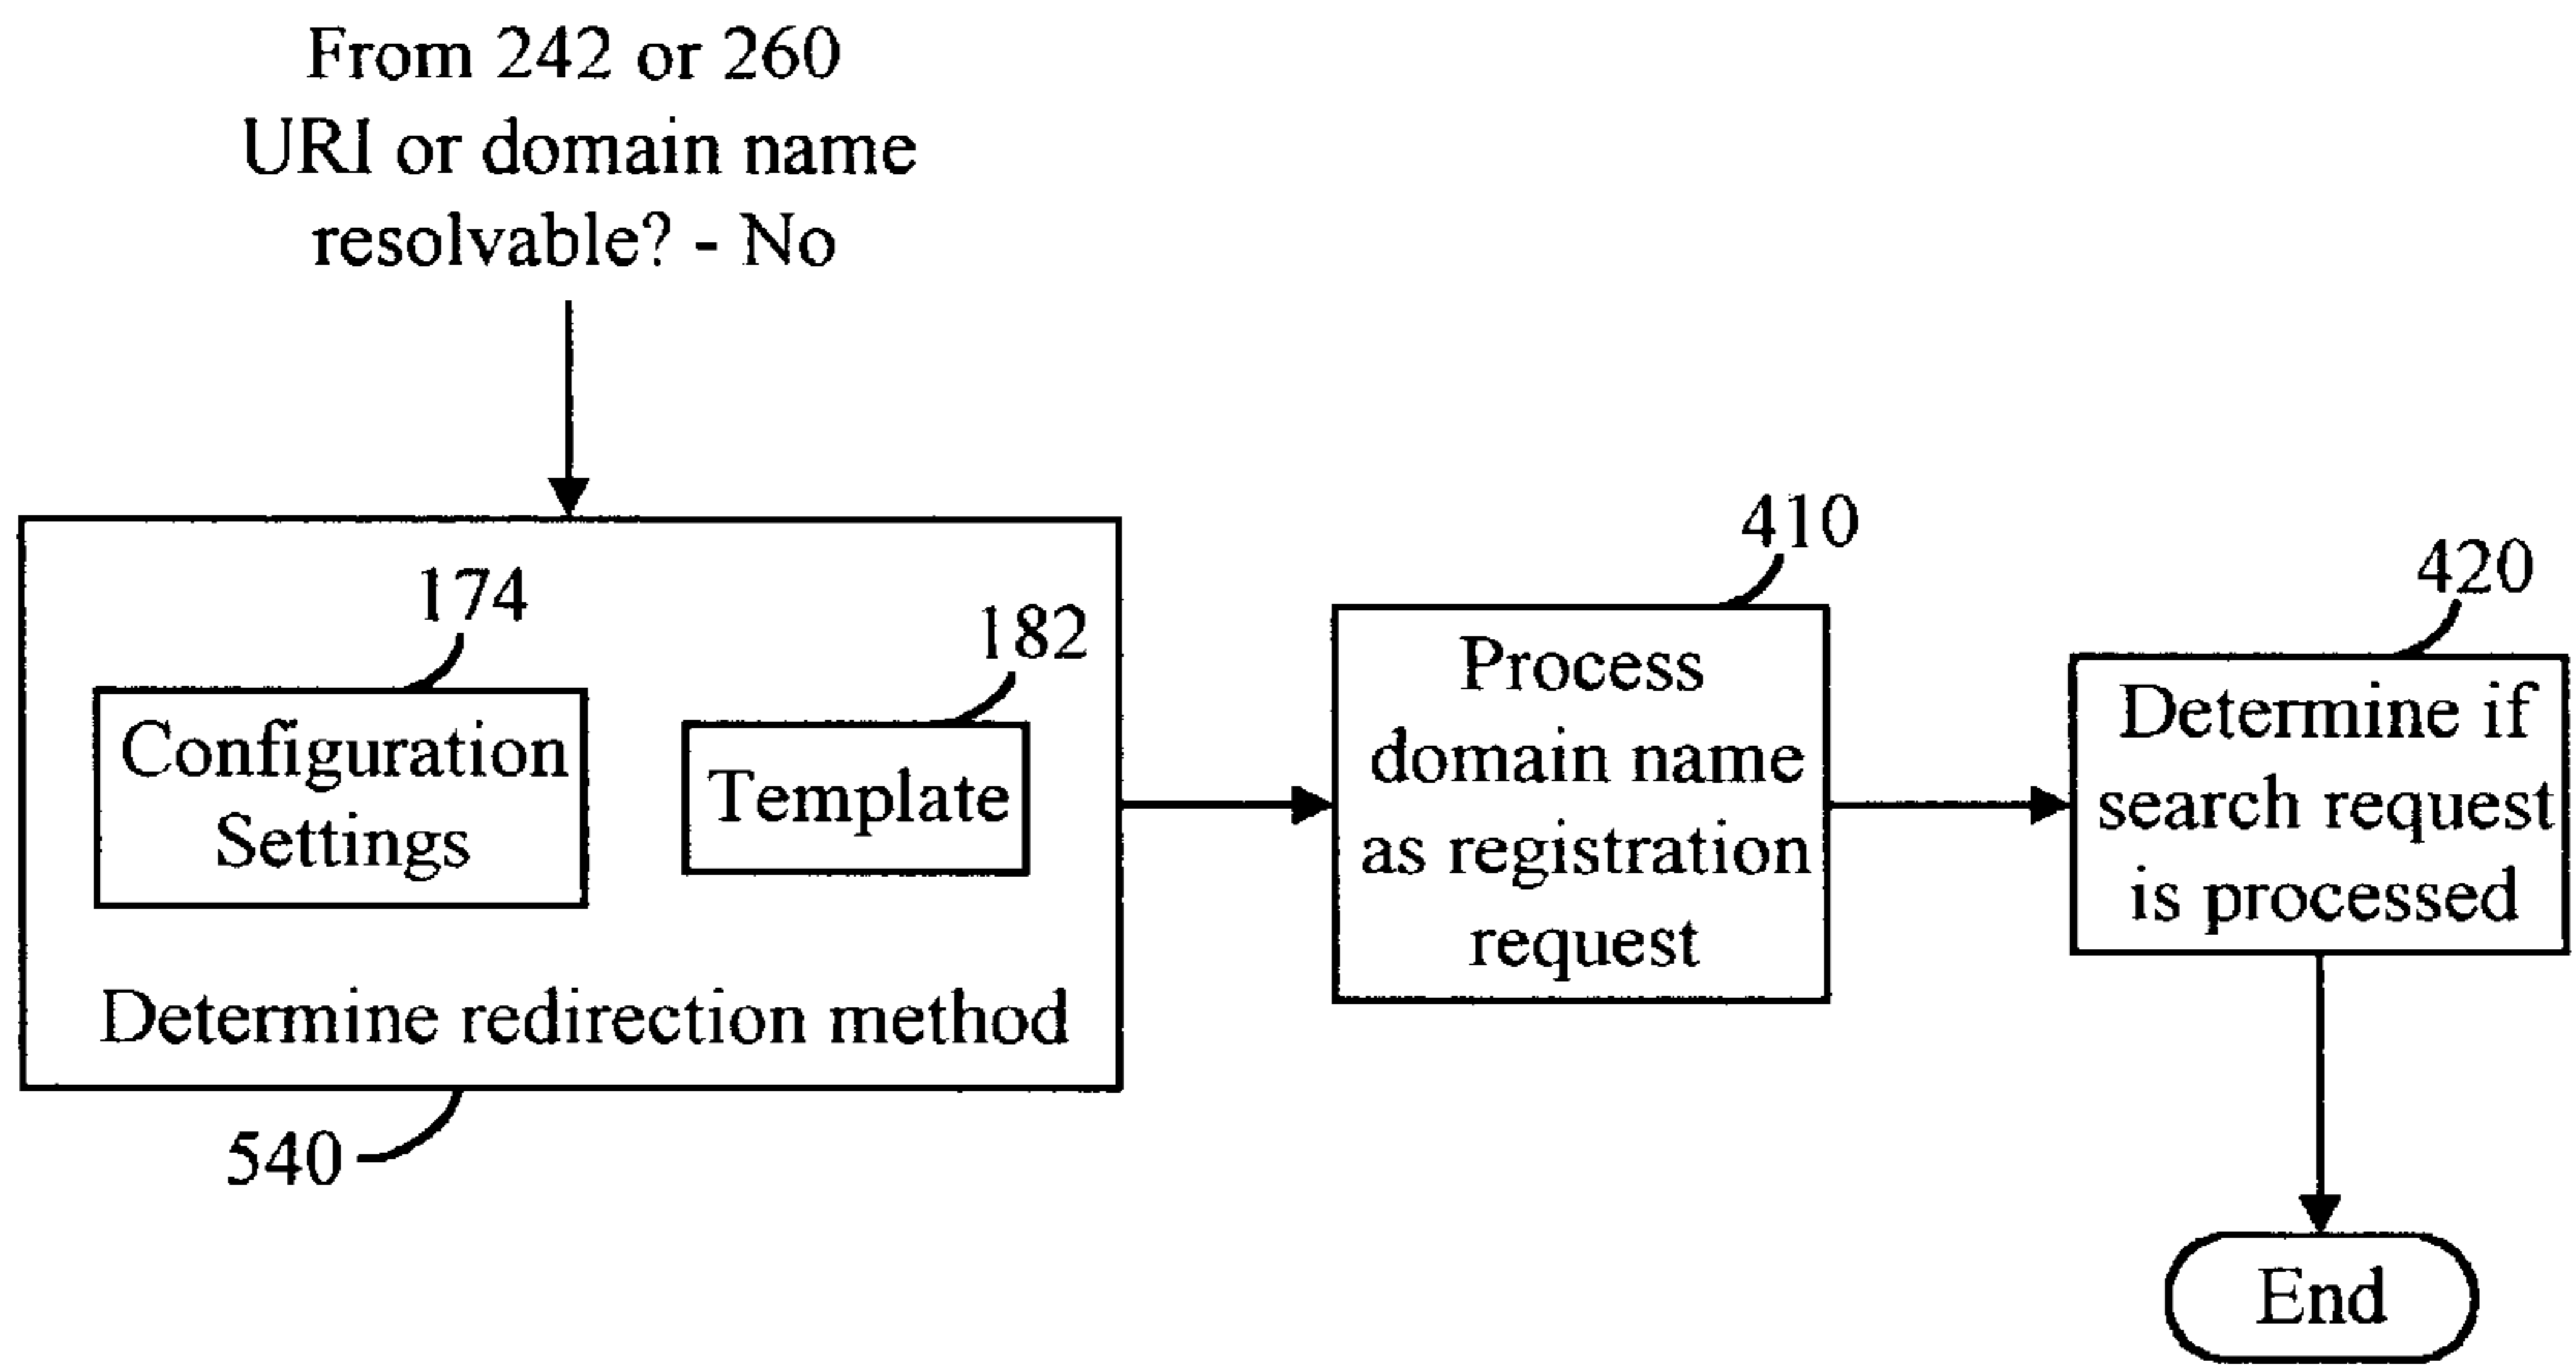 From 242 or 260
URI or domain name
resolvable? - No
174
182
Configuration
Settings
Template
Determine redirection method
540
410
Process
domain name
as registration
request
420
Determine if
search request
is processed
End